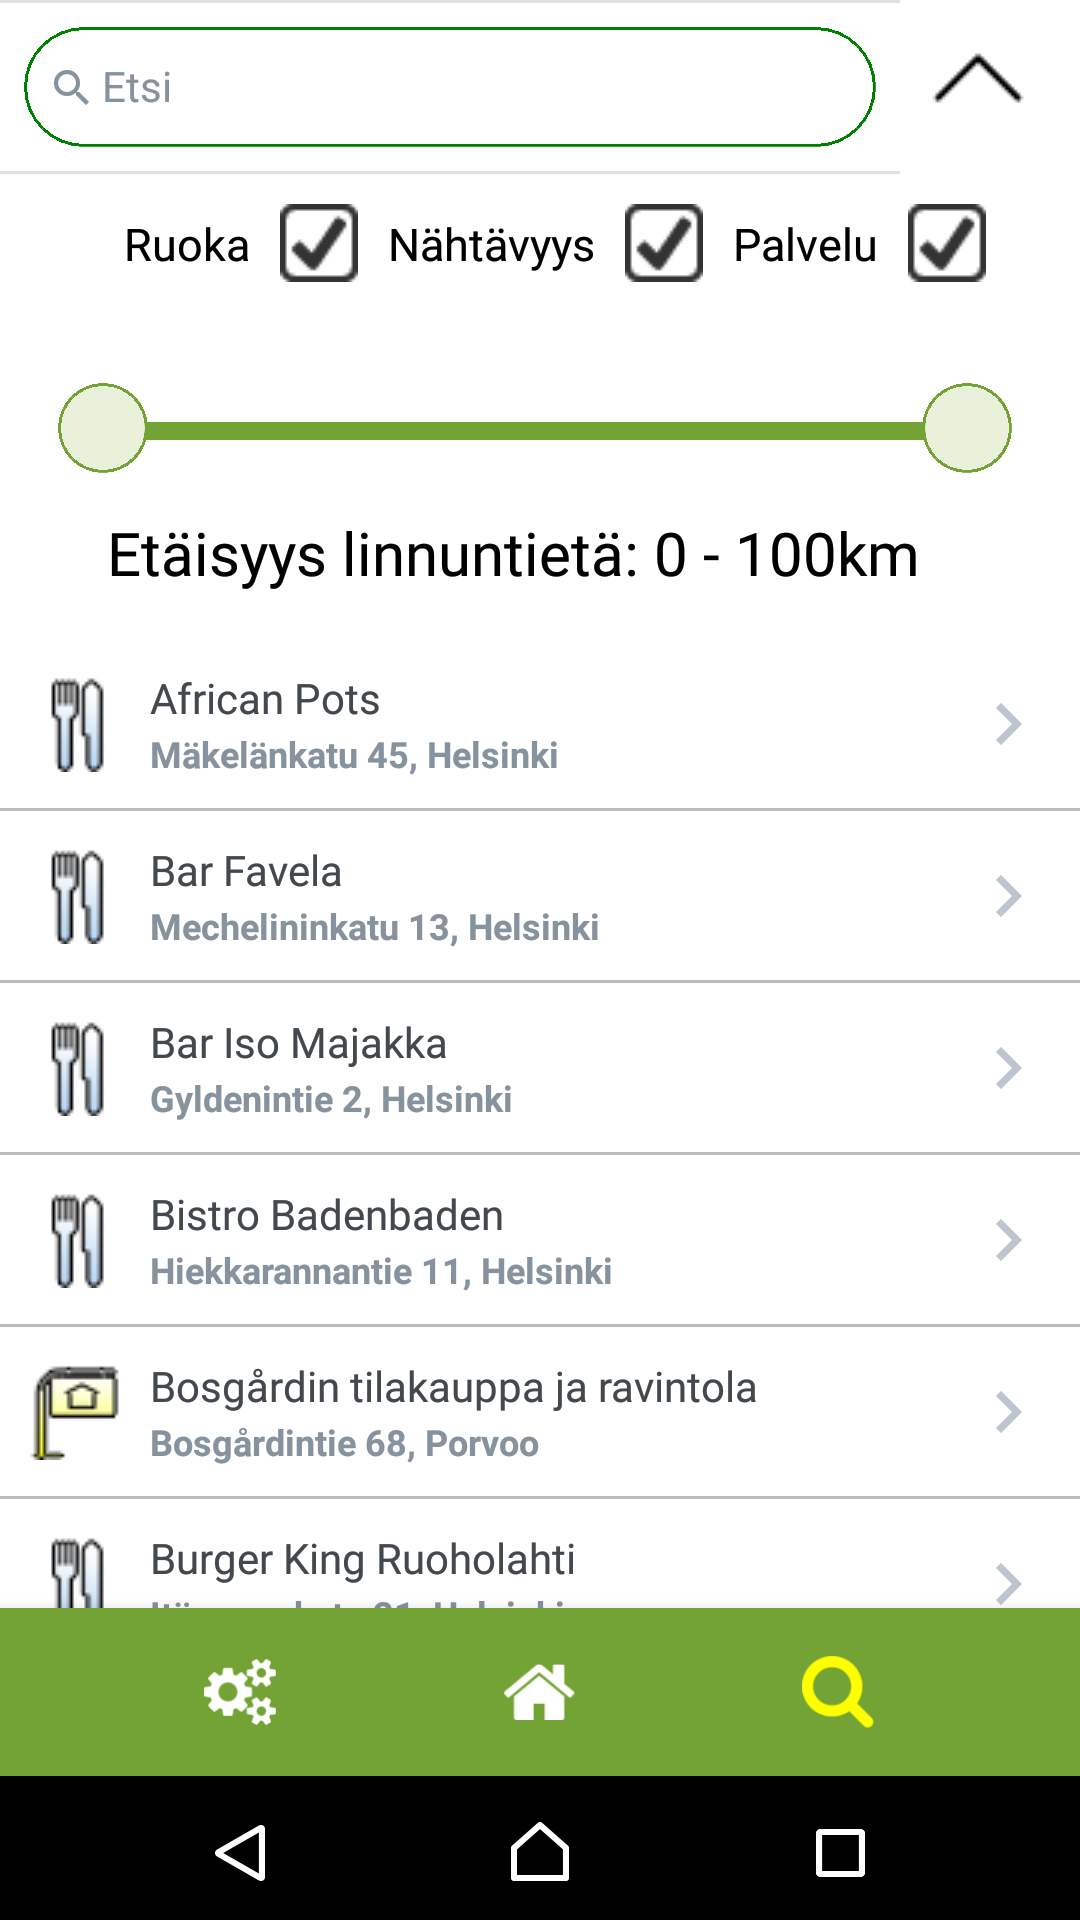 Etsi
Ruoka Nähtävyys Palvelu
Etäisyys linnuntietä: 0 - 100km
African Pots
Mäkelänkatu 45, Helsinki
Bar Favela
Mechelininkatu 13, Helsinki
Bar Iso Majakka
Gyldenintie 2, Helsinki
Bistro Badenbaden
Hiekkarannantie 11, Helsinki
Bosgårdin tilakauppa ja ravintola
Bosgårdintie 68, Porvoo
Burger King Ruoholahti